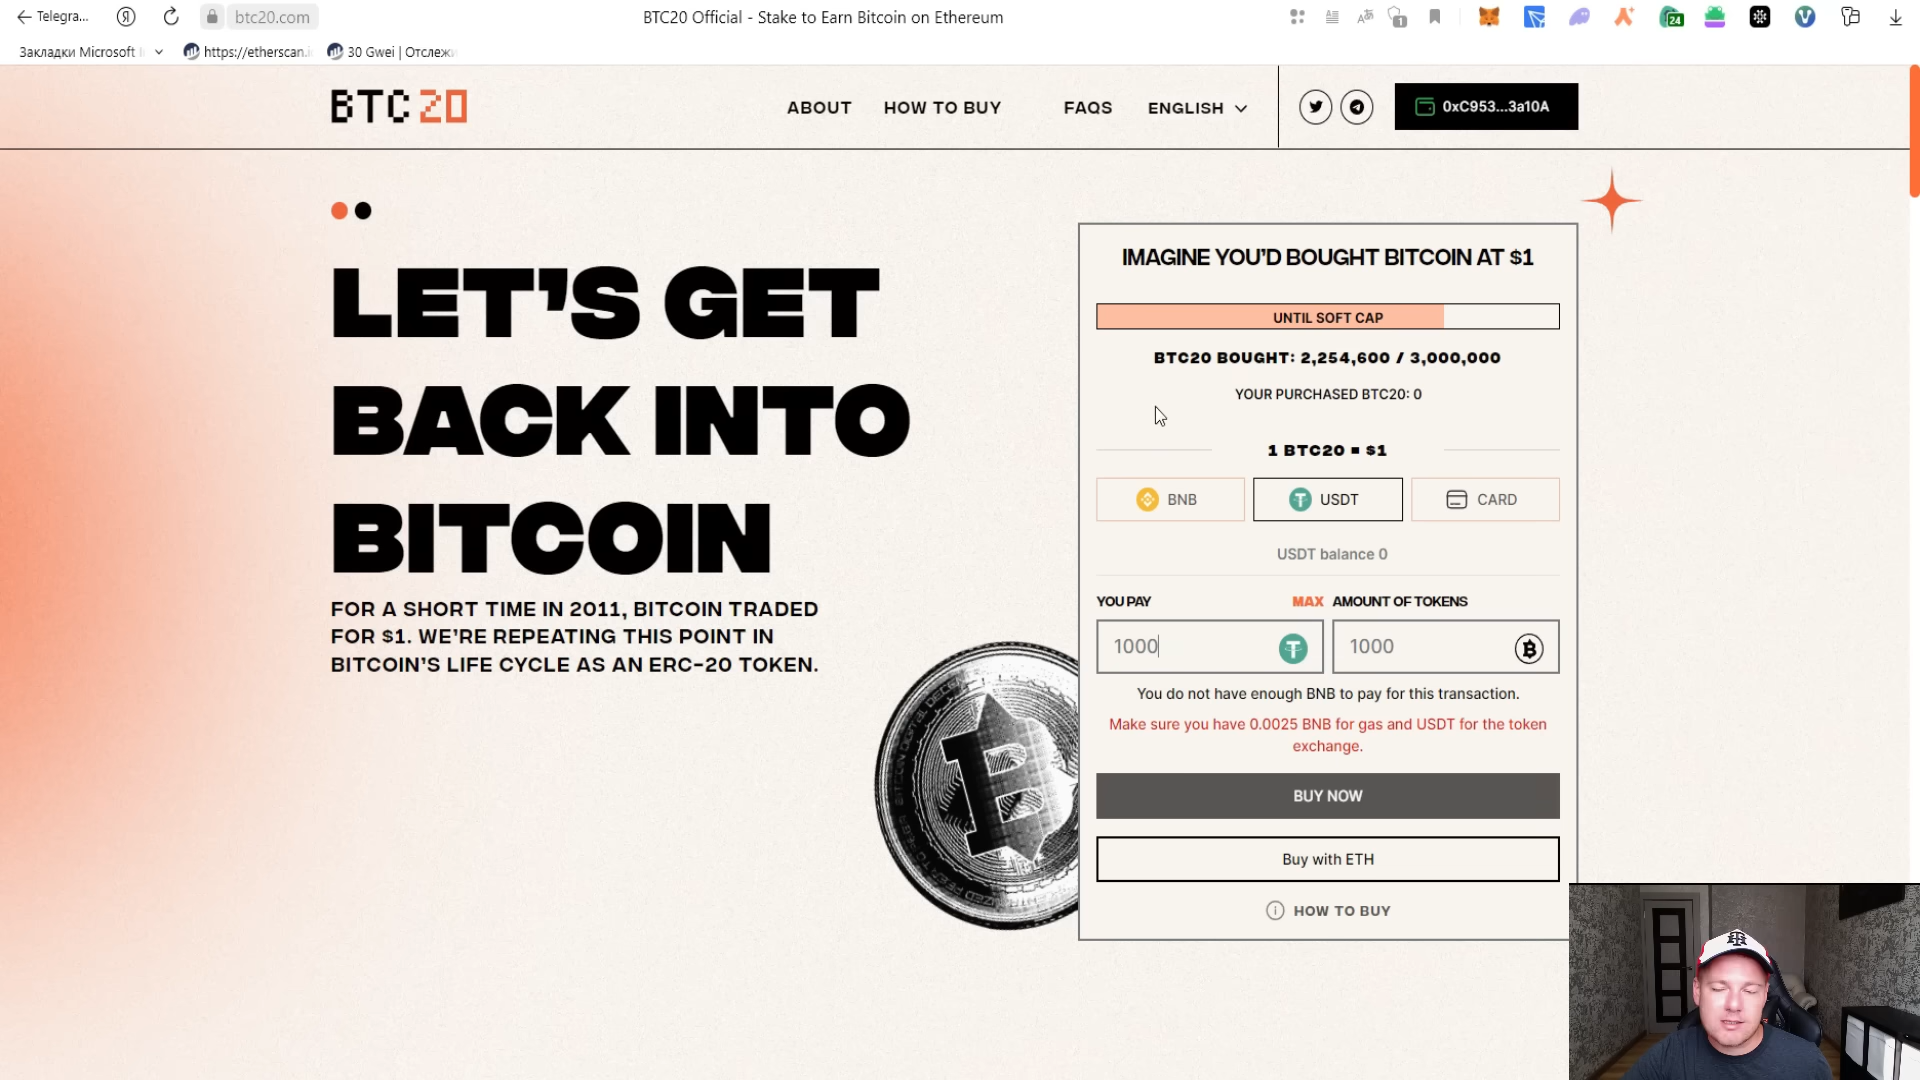 Telegra...
Я
btc20.com
BTC20 Official - Stake to Earn Bitcoin on Ethereum
1
24
Закладки Microsoft
https://etherscan.i
30 Gwei | Отслежи
BTC20
ABOUT
HOW TO BUY
FAQS
ENGLISH
0xC953...3a10A
LET'S GET
BACK INTO
BITCOIN
FOR A SHORT TIME IN 2011, BITCOIN TRADED
FOR $1. WE'RE REPEATING THIS POINT IN
BITCOIN'S LIFE CYCLE AS AN ERC-20 TOKEN.
IMAGINE YOU'D BOUGHT BITCOIN AT $1
UNTIL SOFT CAP
BTC20 BOUGHT: 2,254,600 / 3,000,000
YOUR PURCHASED BTC20: 0
1 BTC20 = $1
BNB
USDT
CARD
USDT balance 0
YOU PAY
MAX
AMOUNT OF TOKENS
1000
1000
You do not have enough BNB to pay for this transaction.
Make sure you have 0.0025 BNB for gas and USDT for the token
exchange.
BUY NOW
Buy with ETH
HOW TO BUY